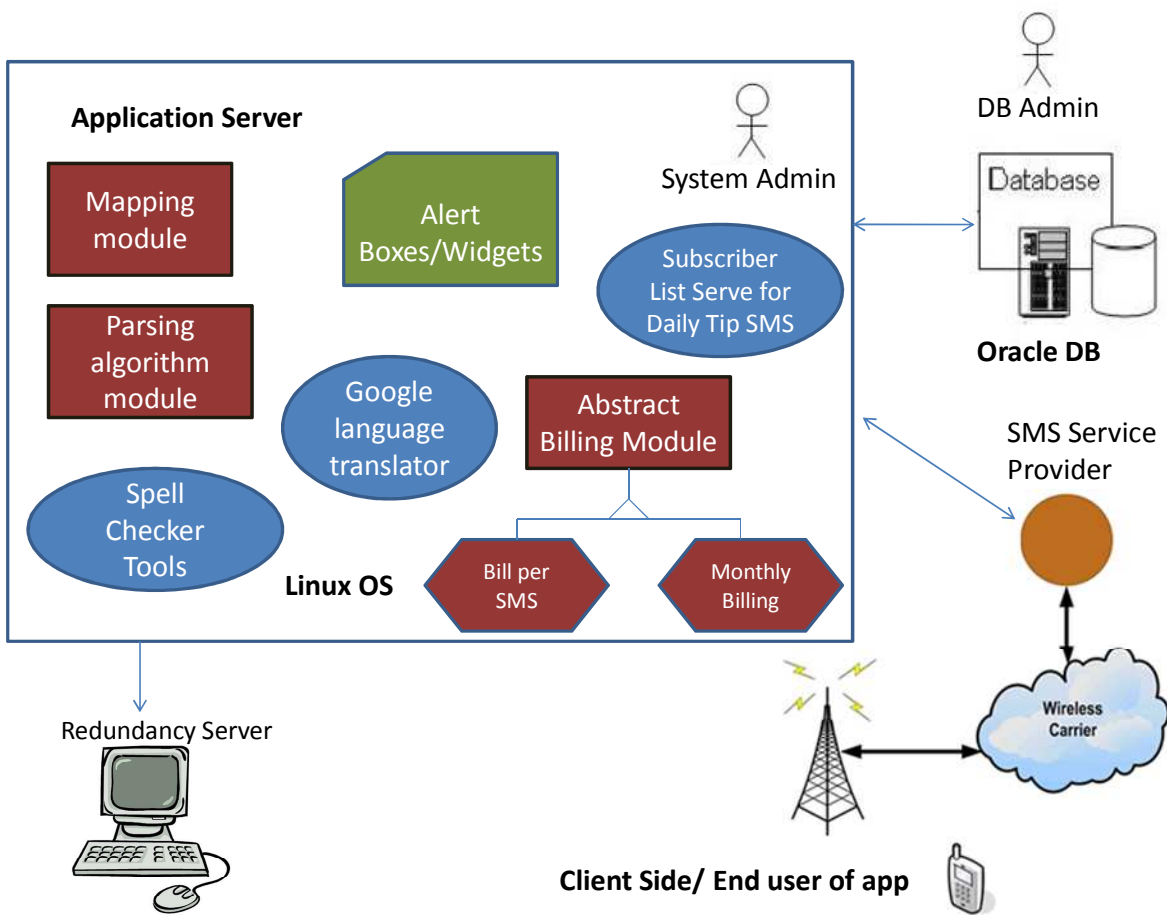 Application Server
Mapping
module
Parsing
algorithm
module
Spell
Checker
Tools
Alert
Boxes/Widgets
Google
language
translator
System Admin
Subscriber
List Serve for
Daily Tip SMS
Abstract
Billing Module
Bill per
SMS
Monthly
Billing
Linux OS
DB Admin
Database
Oracle DB
SMS Service
Provider
Wireless
Carrier
Redundancy Server
Client Side/ End user of app